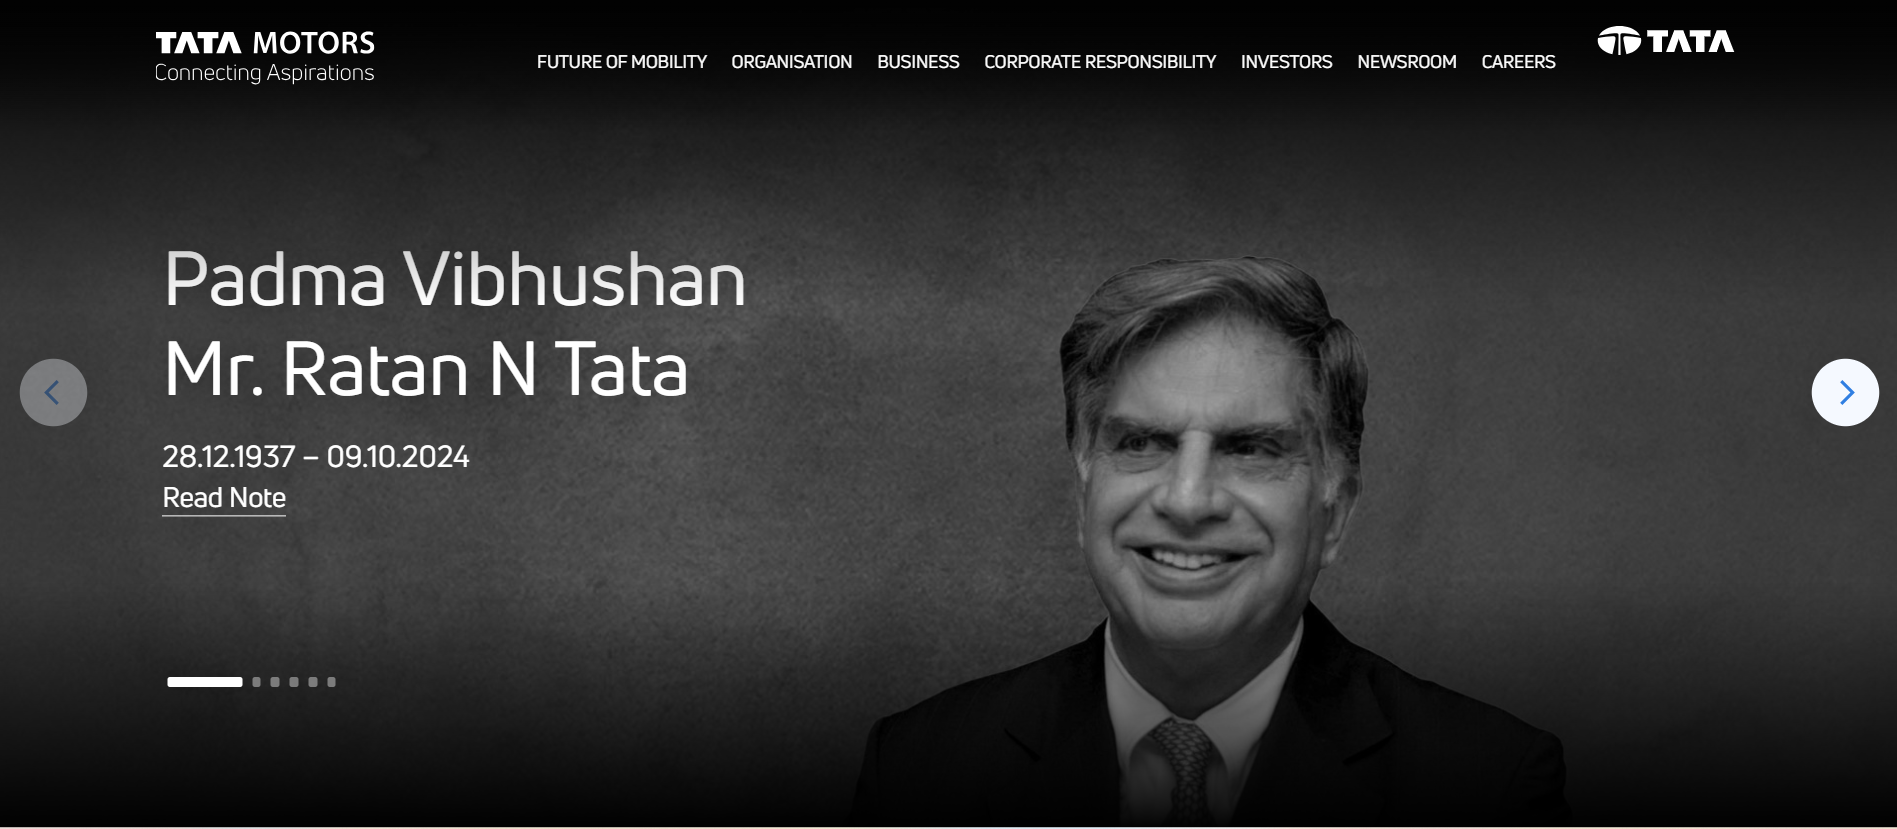 TATA MOTORS
Connecting Aspirations
FUTURE OF MOBILITY ORGANISATION BUSINESS CORPORATE RESPONSIBILITY INVESTORS NEWSROOM CAREERS
TATA
Padma Vibhushan
Mr. Ratan N Tata
28.12.1937 – 09.10.2024
Read Note